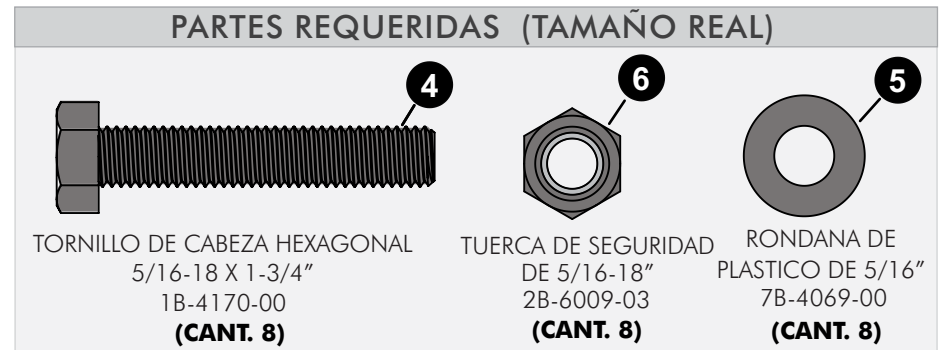 PARTES REQUERIDAS (TAMAÑO REAL)
4
6
5
TORNILLO DE CABEZA HEXAGONAL
5/16-18 X 1-3/4”
1B-4170-00
(CANT. 8)
TUERCA DE SEGURIDAD
DE 5/16-18”
2B-6009-03
(CANT. 8)
RONDANA DE
PLASTICO DE 5/16”
7B-4069-00
(CANT. 8)